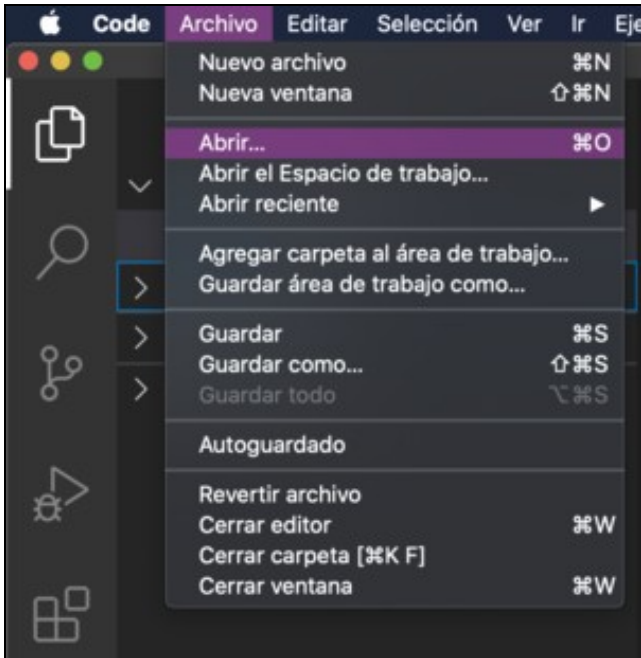 Code Archivo Editar Selección Ver Ir Eje
Nuevo archivo ⌘N
Nueva ventana ⇧⌘N
Abrir... ⌘O
Abrir el Espacio de trabajo...
Abrir reciente ▶
Agregar carpeta al área de trabajo...
Guardar área de trabajo como...
Guardar ⌘S
Guardar como... ⇧⌘S
Guardar todo ⌥⌘S
Autoguardado
Revertir archivo
Cerrar editor ⌘W
Cerrar carpeta [⌘K F]
Cerrar ventana ⌘W